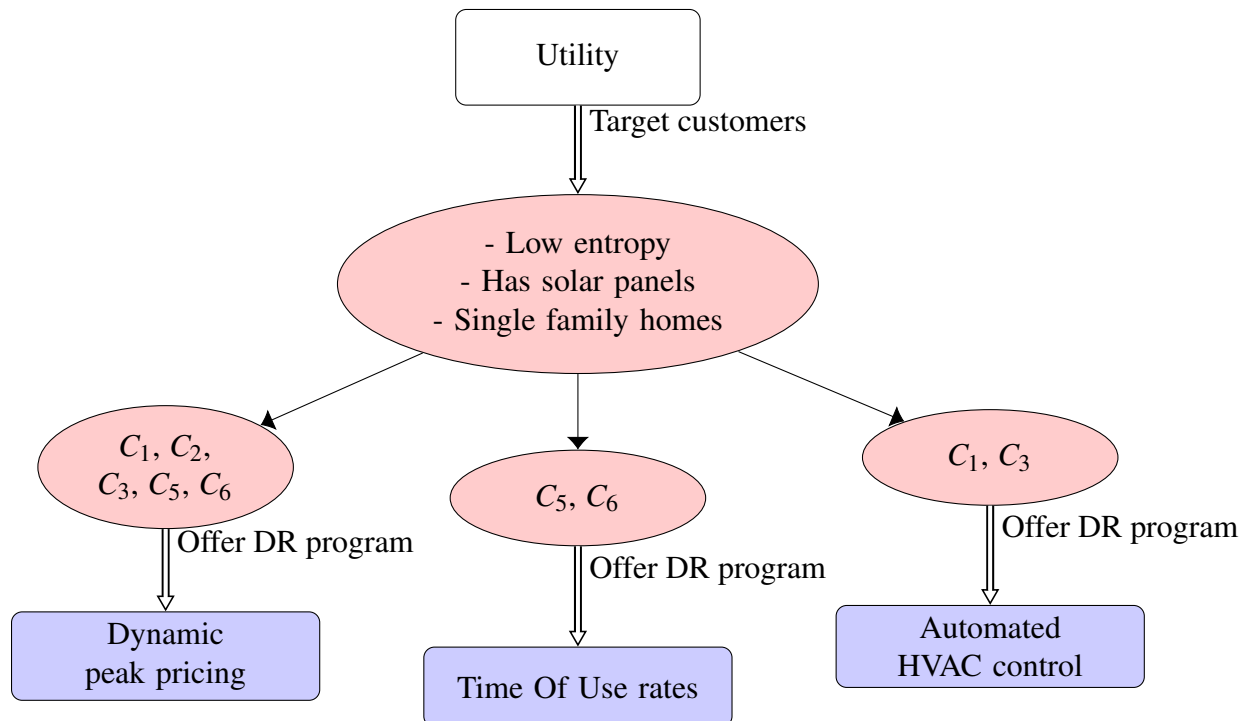 Utility
Target customers
- Low entropy
- Has solar panels
- Single family homes
C₁, C₂,
C₃, C₅, C₆
Offer DR program
Dynamic
peak pricing
C₅, C₆
Offer DR program
Time Of Use rates
C₁, C₃
Offer DR program
Automated
HVAC control